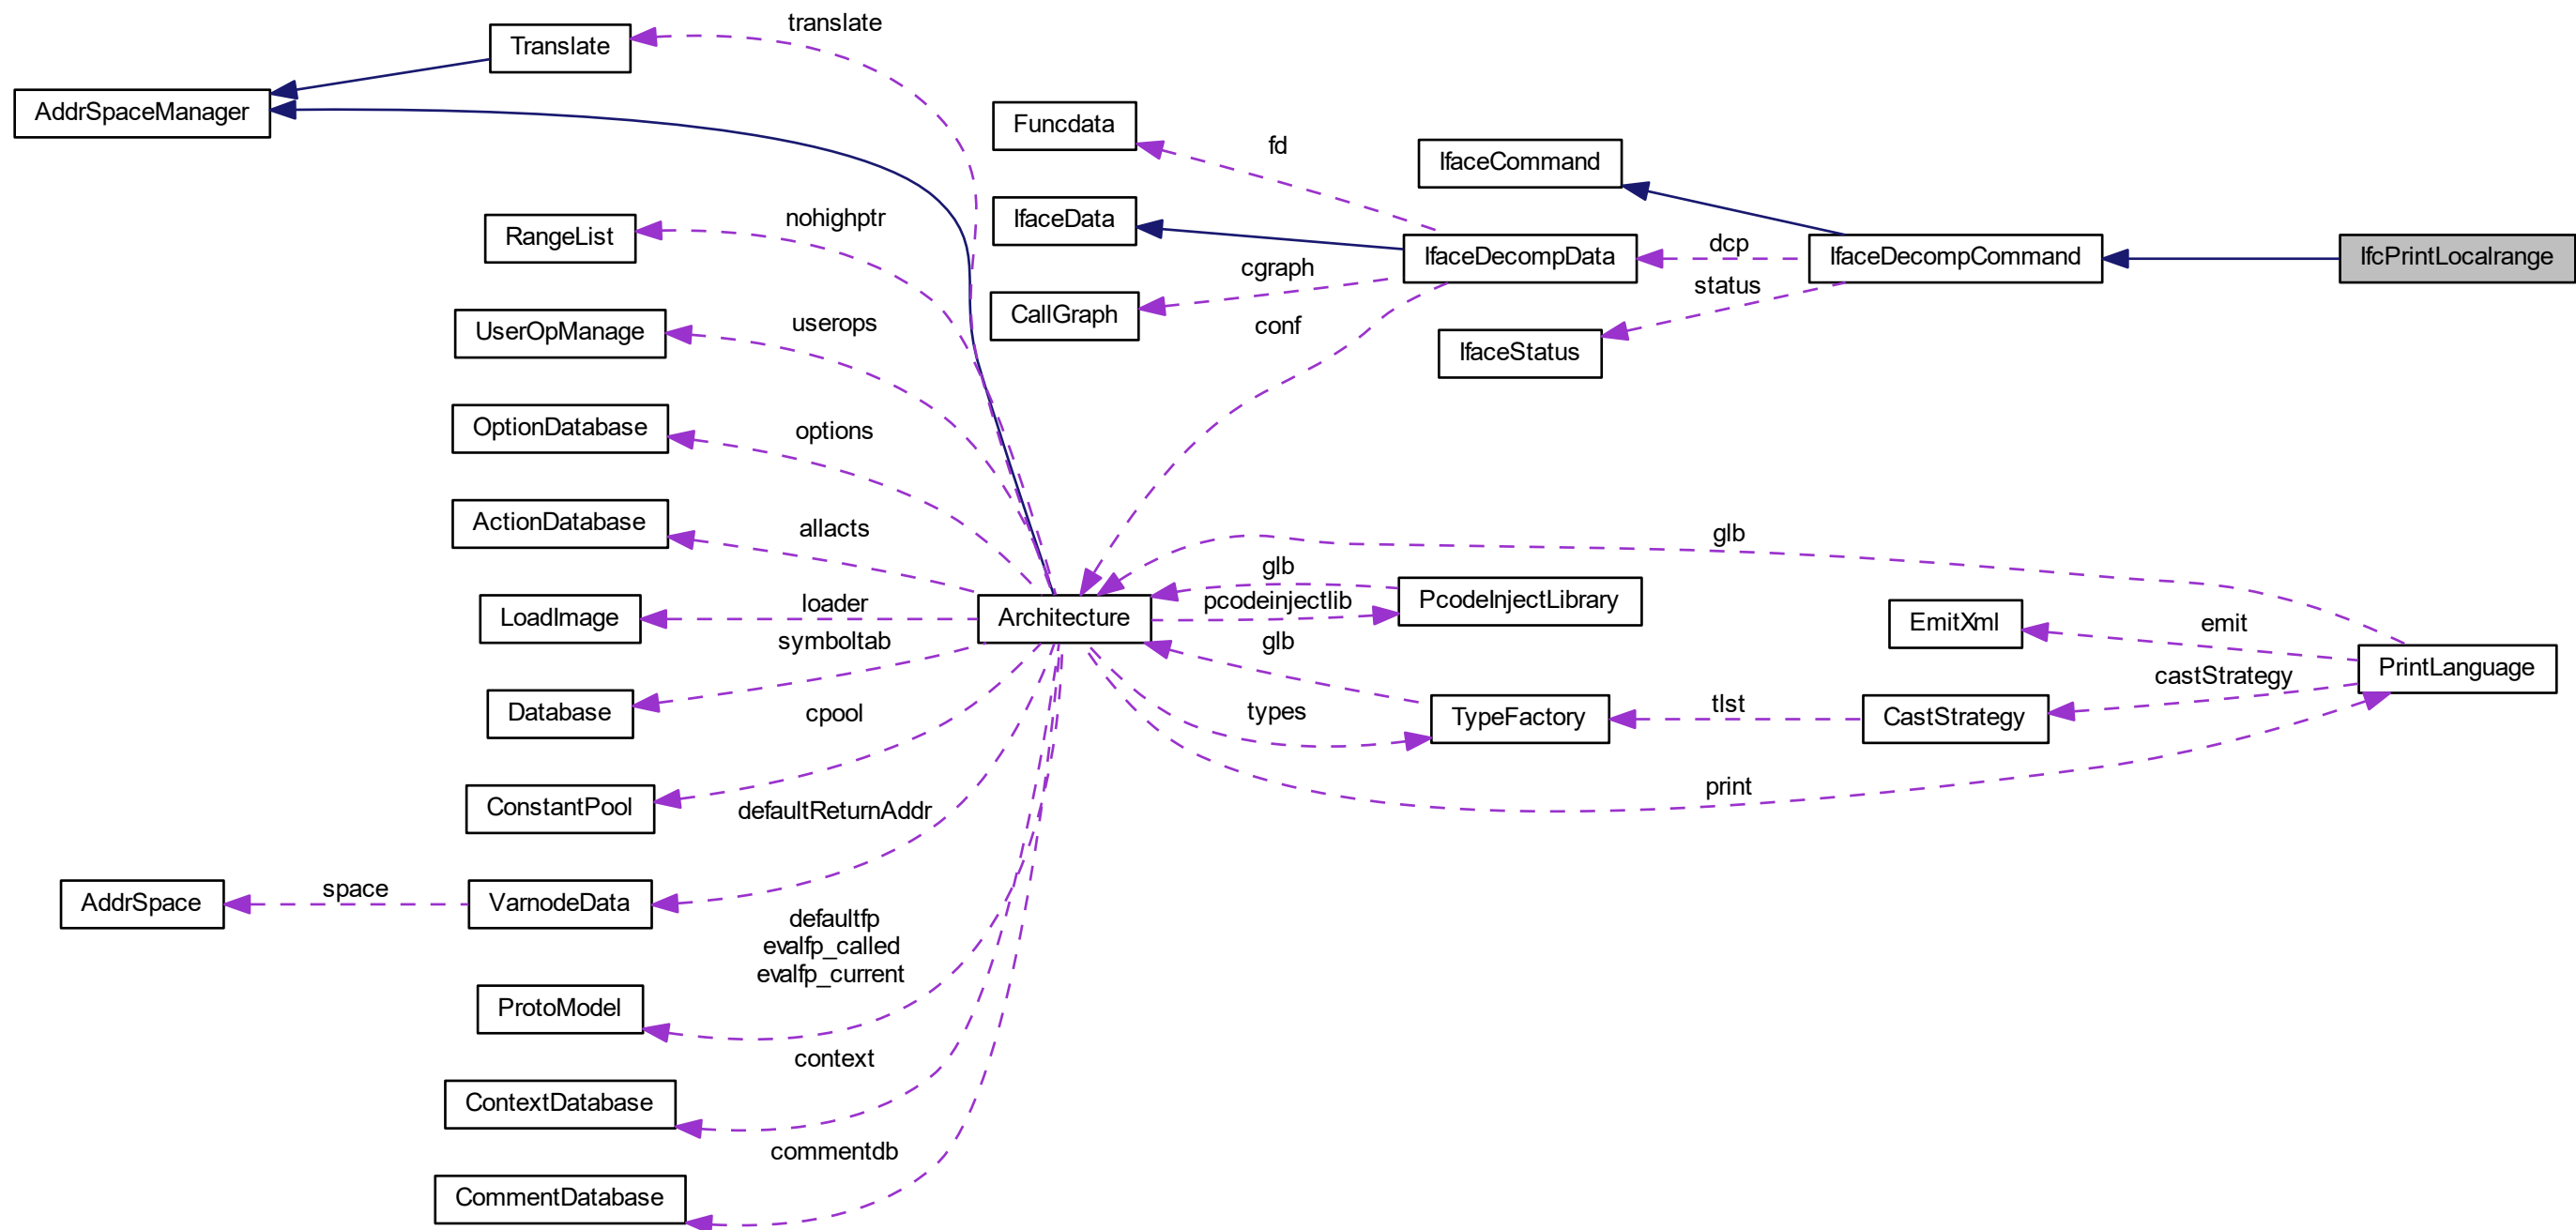 translate
Translate
AddrSpaceManager
Funcdata
fd
IfaceCommand
nohighptr
RangeList
IfaceData
IfaceDecompData
dcp
IfaceDecompCommand
IfcPrintLocalrange
cgraph
status
CallGraph
conf
IfaceStatus
userops
UserOpManage
options
OptionDatabase
allacts
ActionDatabase
glb
glb
loader
LoadImage
Architecture
pcodeinjectlib
PcodeInjectLibrary
EmitXml
emit
symboltab
glb
PrintLanguage
castStrategy
Database
cpool
types
TypeFactory
tlst
CastStrategy
print
ConstantPool
defaultReturnAddr
AddrSpace
space
VarnodeData
defaultfp
evalfp_called
evalfp_current
ProtoModel
context
ContextDatabase
commentdb
CommentDatabase